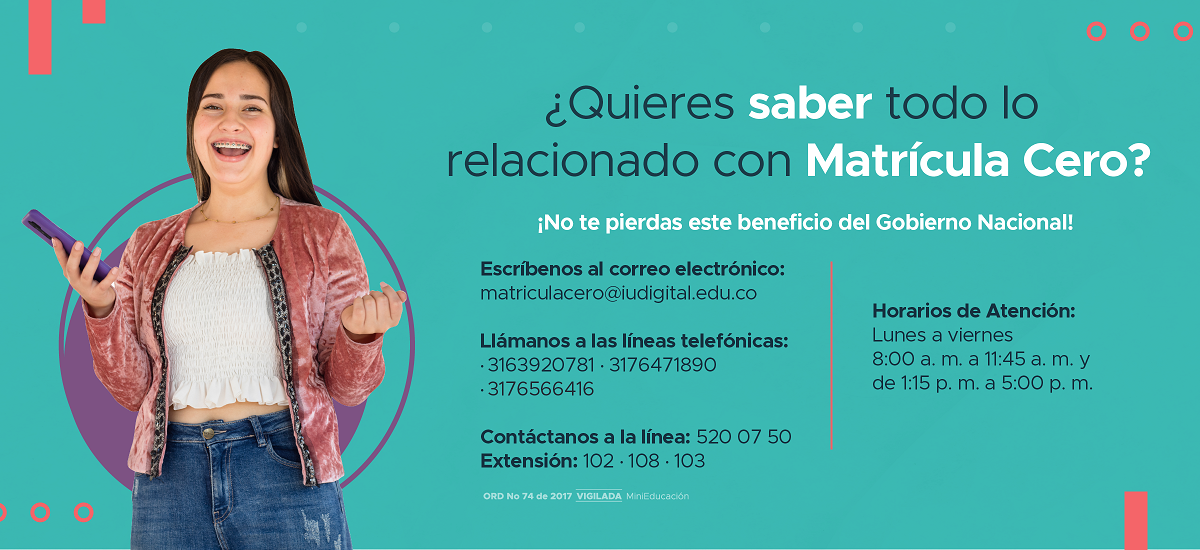 ¿Quieres saber todo lo
relacionado con Matrícula Cero?
¡No te pierdas este beneficio del Gobierno Nacional!
Escríbenos al correo electrónico:
matriculacero@iudigital.edu.co
Llámanos a las líneas telefónicas:
· 3163920781 · 3176471890
· 3176566416
Contáctanos a la línea: 520 07 50
Extensión: 102 · 108 · 103
Horarios de Atención:
Lunes a viernes
8:00 a. m. a 11:45 a. m. y
de 1:15 p. m. a 5:00 p. m.
ORD No 74 de 2017 VIGILADA MiniEducación